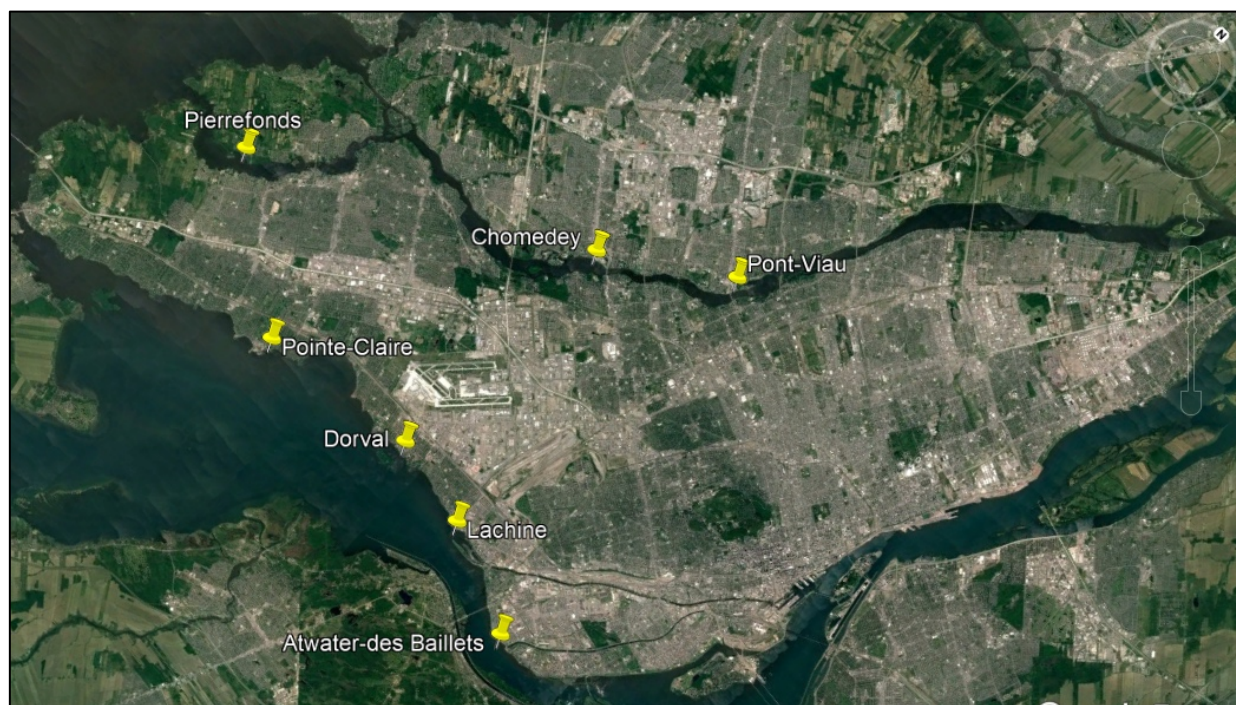 N
Pierrefonds
Chomedey
Pont-Viau
Pointe-Claire
Dorval
Lachine
Atwater-des Baillets